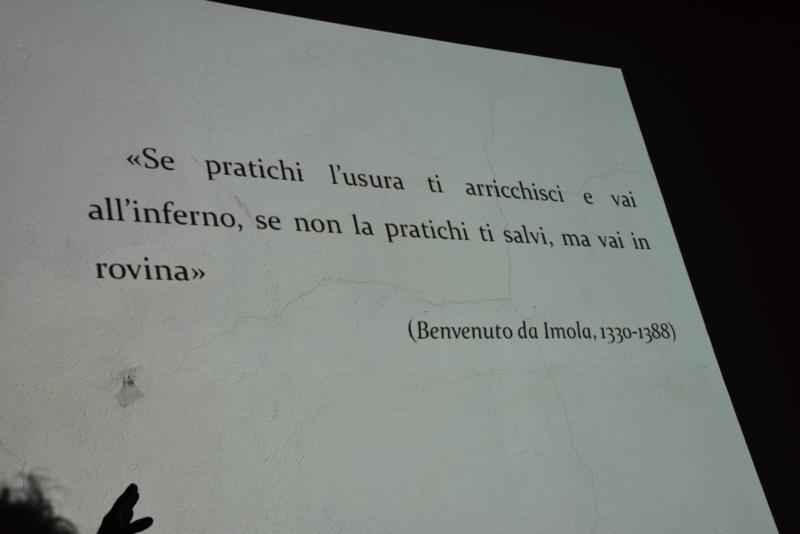 «Se pratichi l’usura ti arricchisci e vai
all’inferno, se non la pratichi ti salvi, ma vai in
rovina»
(Benvenuto da Imola, 1330-1388)